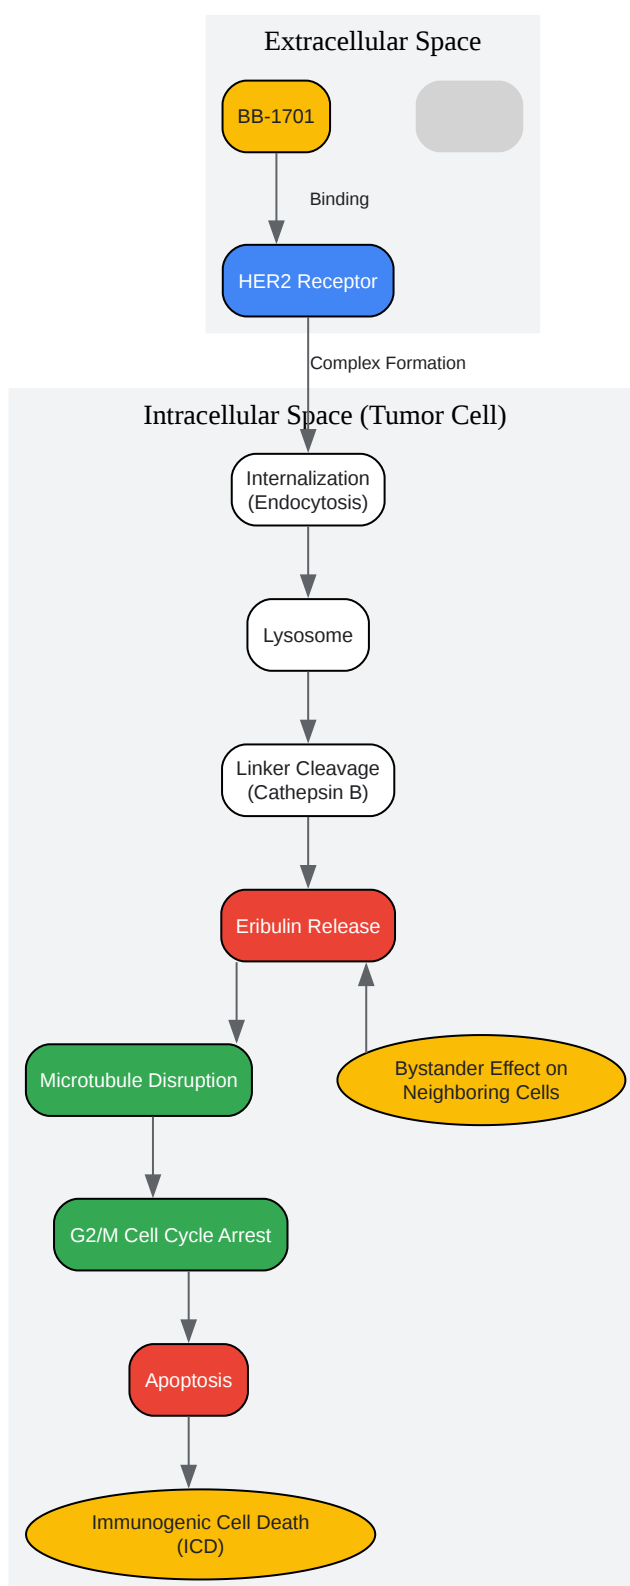 Extracellular Space
BB-1701
Binding
HER2 Receptor
Complex Formation
Intracellular Space (Tumor Cell)
Internalization
(Endocytosis)
Lysosome
Linker Cleavage
(Cathepsin B)
Eribulin Release
Microtubule Disruption
Bystander Effect on
Neighboring Cells
G2/M Cell Cycle Arrest
Apoptosis
Immunogenic Cell Death
(ICD)